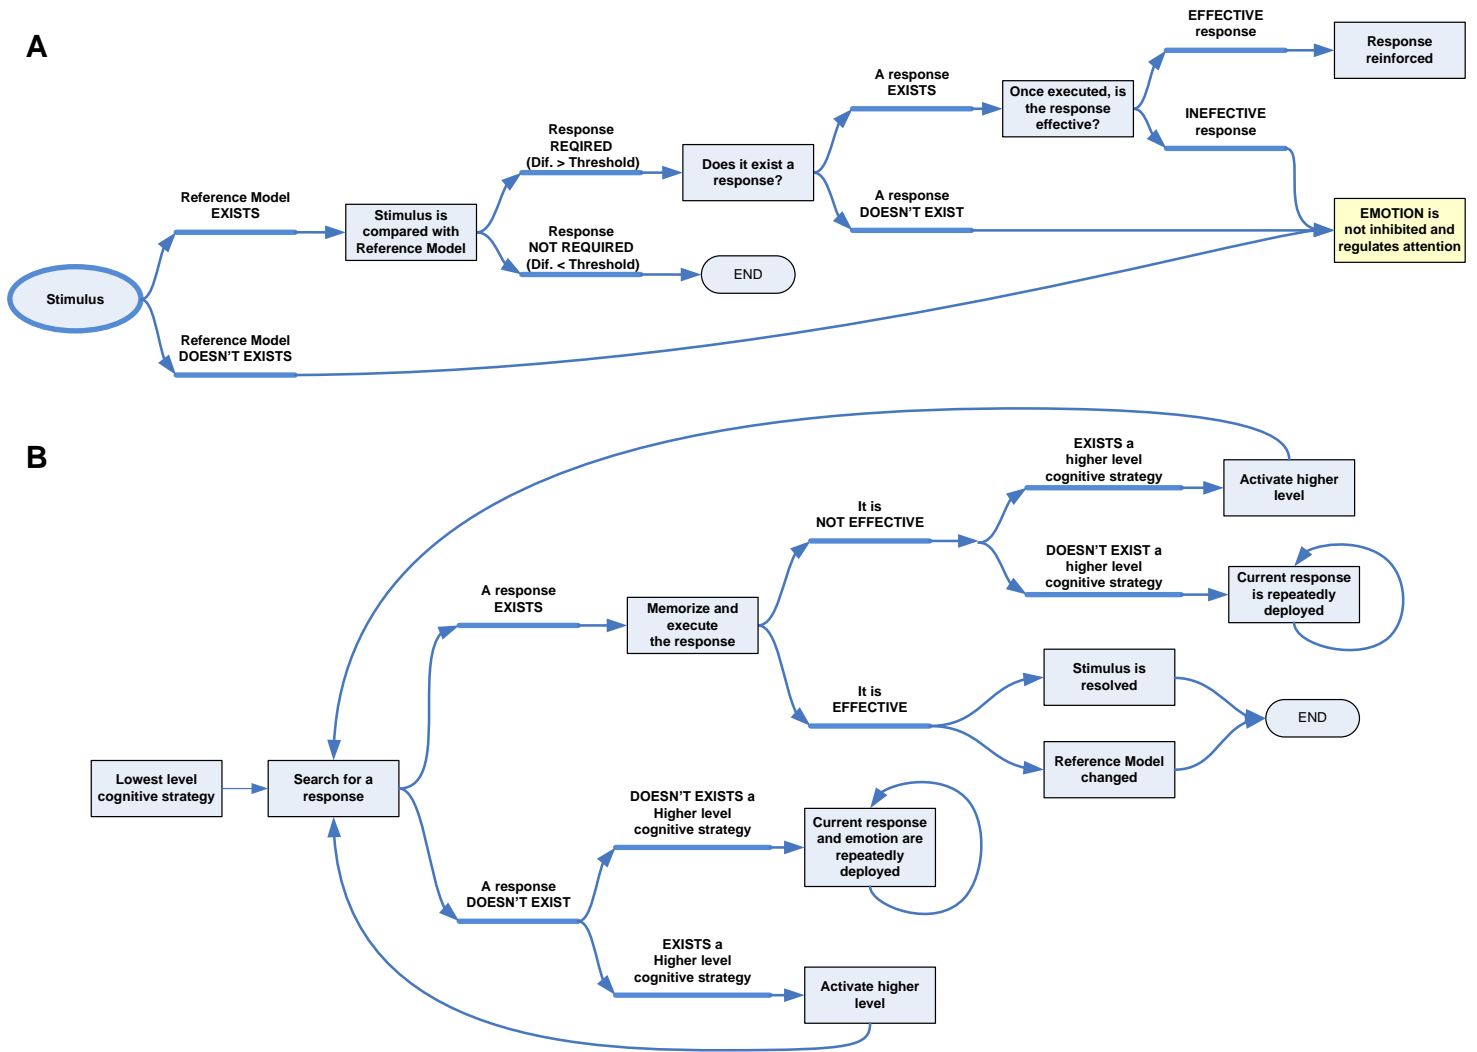 A
Stimulus
Reference Model
EXISTS
Reference Model
DOESN'T EXISTS
Stimulus is
compared with
Reference Model
Response
REQIRED
(Dif. > Threshold)
Response
NOT REQUIRED
(Dif. < Threshold)
END
Does it exist a
response?
A response
EXISTS
A response
DOESN'T EXIST
Once executed, is
the response
effective?
EFFECTIVE
response
INEFECTIVE
response
Response
reinforced
EMOTION is
not inhibited and
regulates attention
B
Lowest level
cognitive strategy
Search for a
response
A response
EXISTS
Memorize and
execute
the response
It is
NOT EFFECTIVE
EXISTS a
higher level
cognitive strategy
Activate higher
level
DOESN'T EXIST a
higher level
cognitive strategy
Current response
is repeatedly
deployed
It is
EFFECTIVE
Stimulus is
resolved
Reference Model
changed
END
A response
DOESN'T EXIST
DOESN'T EXISTS a
Higher level
cognitive strategy
Current response
and emotion are
repeatedly
deployed
EXISTS a
Higher level
cognitive strategy
Activate higher
level